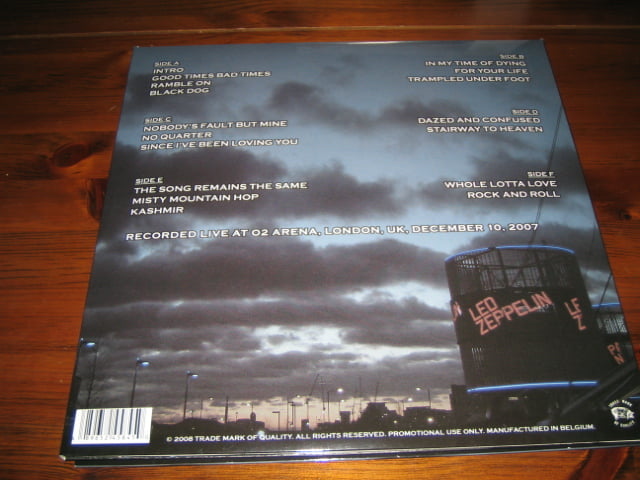 SIDE A
INTRO
GOOD TIMES BAD TIMES
RAMBLE ON
BLACK DOG
SIDE B
IN MY TIME OF DYING
FOR YOUR LIFE
TRAMPLED UNDER FOOT
SIDE C
NOBODY'S FAULT BUT MINE
NO QUARTER
SINCE I'VE BEEN LOVING YOU
SIDE D
DAZED AND CONFUSED
STAIRWAY TO HEAVEN
SIDE E
THE SONG REMAINS THE SAME
MISTY MOUNTAIN HOP
KASHMIR
SIDE F
WHOLE LOTTA LOVE
ROCK AND ROLL
RECORDED LIVE AT O2 ARENA, LONDON, UK, DECEMBER 10, 2007
LED
ZEPPELIN
LE
Z
© 2008 TRADE MARK OF QUALITY. ALL RIGHTS RESERVED. PROMOTIONAL USE ONLY. MANUFACTURED IN BELGIUM.